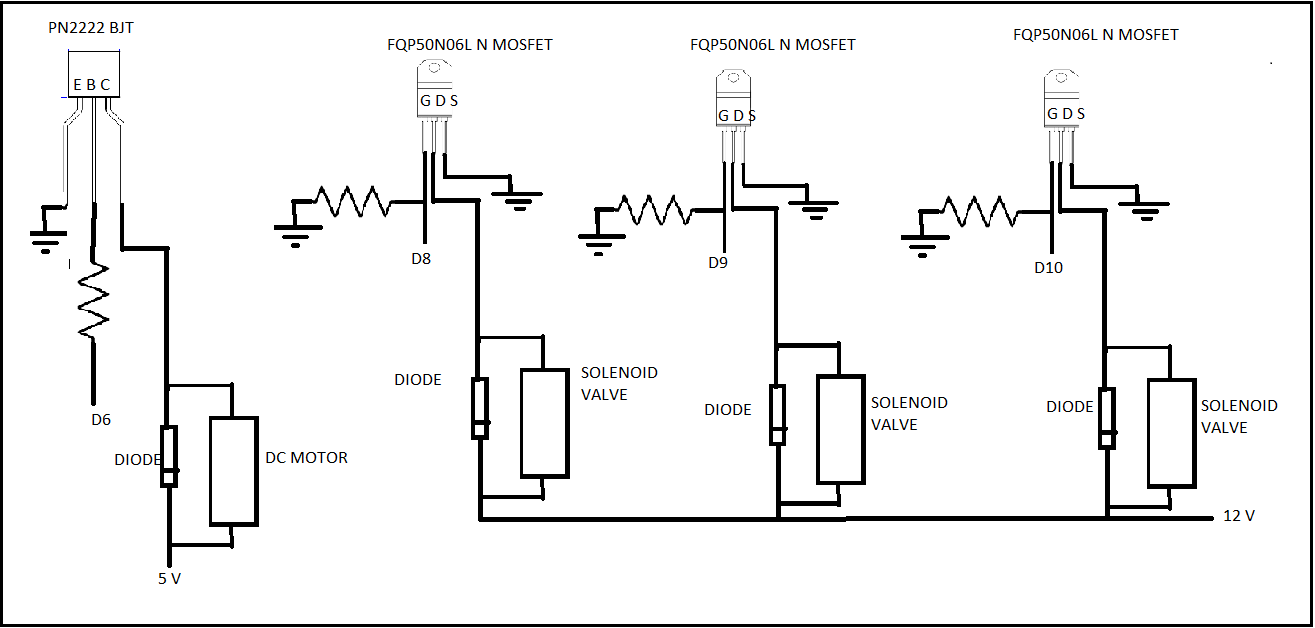 PN2222 BJT
E B C
D6
DIODE
DC MOTOR
5 V
FQP50N06L N MOSFET
G D S
D8
DIODE
SOLENOID
VALVE
FQP50N06L N MOSFET
G D S
D9
DIODE
SOLENOID
VALVE
FQP50N06L N MOSFET
G D S
D10
DIODE
SOLENOID
VALVE
12 V